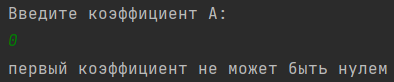 Введите коэффициент А:
0
первый коэффициент не может быть нулем